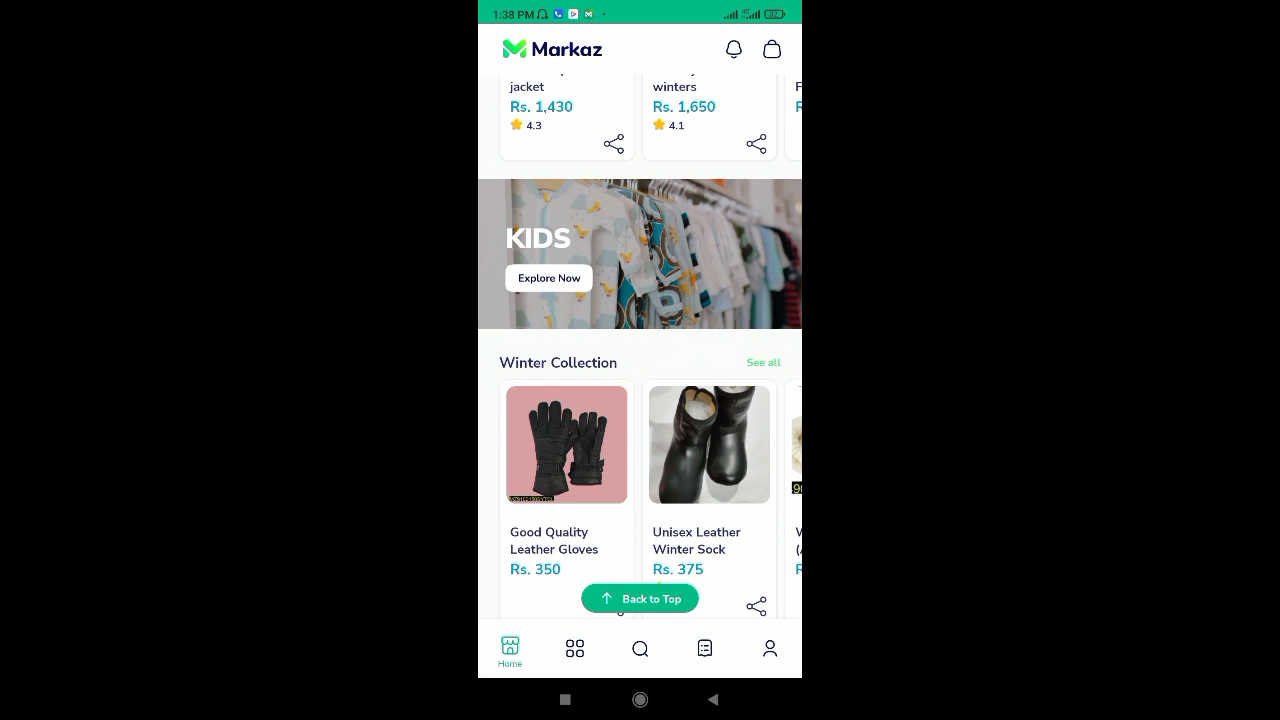 1:38 PM
Markaz
jacket
winters
Rs. 1,430
Rs. 1,650
4.3
4.1
KIDS
Explore Now
Winter Collection
See all
Good Quality
Leather Gloves
Rs. 350
Unisex Leather
Winter Sock
Rs. 375
Back to Top
Home